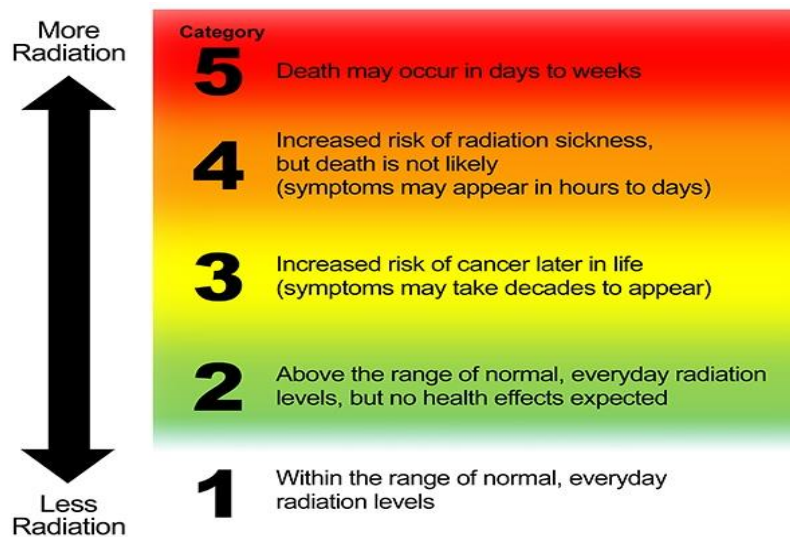 More
Radiation
Category
5
Death may occur in days to weeks
4
Increased risk of radiation sickness,
but death is not likely
(symptoms may appear in hours to days)
3
Increased risk of cancer later in life
(symptoms may take decades to appear)
2
Above the range of normal, everyday radiation
levels, but no health effects expected
1
Within the range of normal, everyday
radiation levels
Less
Radiation